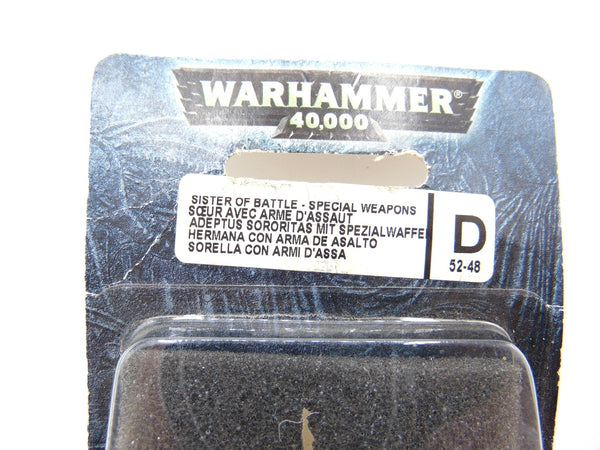 WARHAMMER®
40,000
SISTER OF BATTLE - SPECIAL WEAPONS
SŒUR AVEC ARME D'ASSAUT
ADEPTUS SORORITAS MIT SPEZIALWAFFE
HERMANA CON ARMA DE ASALTO
SORELLA CON ARMI D'ASSA
D
52-48